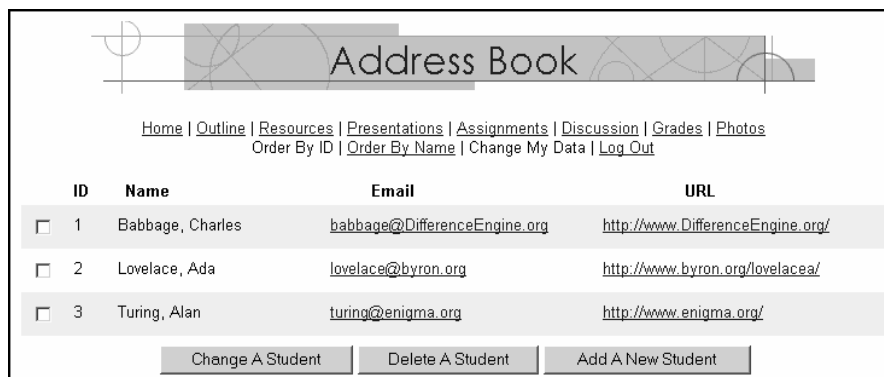 Address Book
Home | Outline | Resources | Presentations | Assignments | Discussion | Grades | Photos
Order By ID | Order By Name | Change My Data | Log Out
ID Name Email URL
1 Babbage, Charles babbage@DifferenceEngine.org http://www.DifferenceEngine.org/
2 Lovelace, Ada lovelace@byron.org http://www.byron.org/lovelacea/
3 Turing, Alan turing@enigma.org http://www.enigma.org/
Change A Student Delete A Student Add A New Student